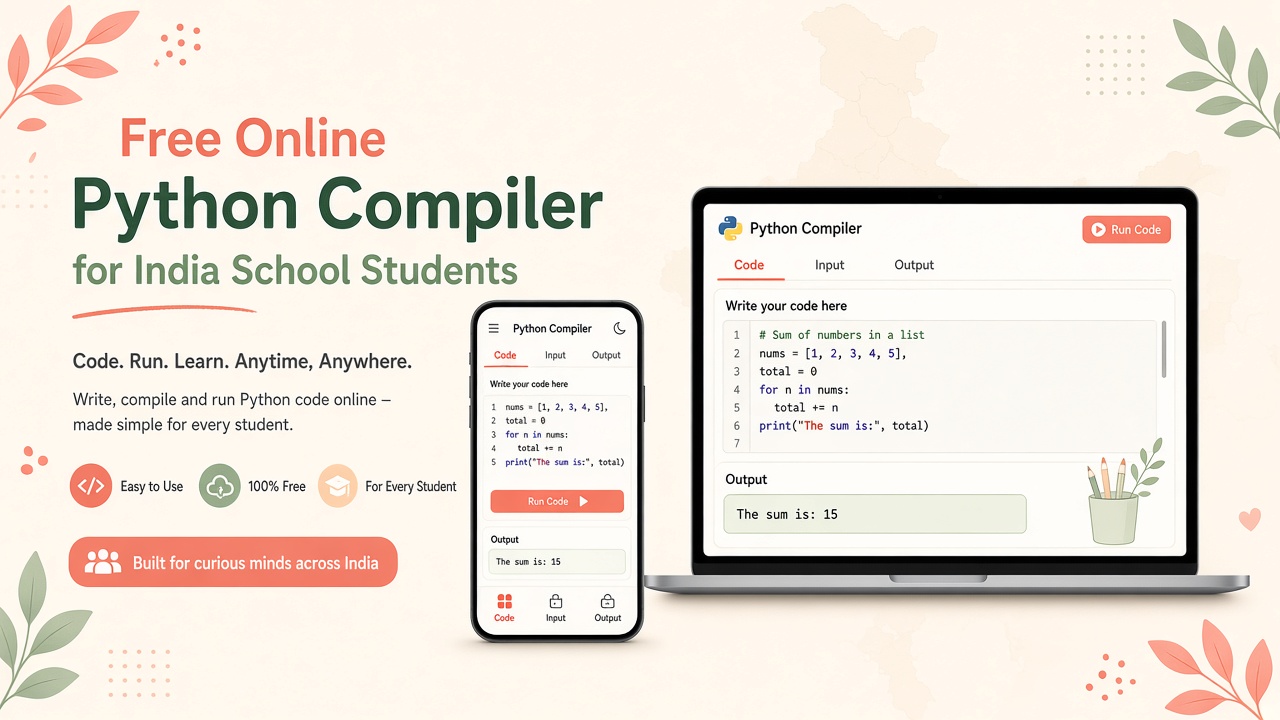 Free Online
Python Compiler
for India School Students
Code. Run. Learn. Anytime, Anywhere.
Write, compile and run Python code online –
made simple for every student.
</>
Easy to Use
100% Free
For Every Student
Built for curious minds across India
Python Compiler
Code Input Output
Write your code here
1 nums = [1, 2, 3, 4, 5],
2 total = 0
3 for n in nums:
4 total += n
5 print("The sum is:", total)
Run Code
Output
The sum is: 15
Code Input Output
Python Compiler
Run Code
Code Input Output
Write your code here
1 # Sum of numbers in a list
2 nums = [1, 2, 3, 4, 5],
3 total = 0
4 for n in nums:
5 total += n
6 print("The sum is:", total)
7
Output
The sum is: 15